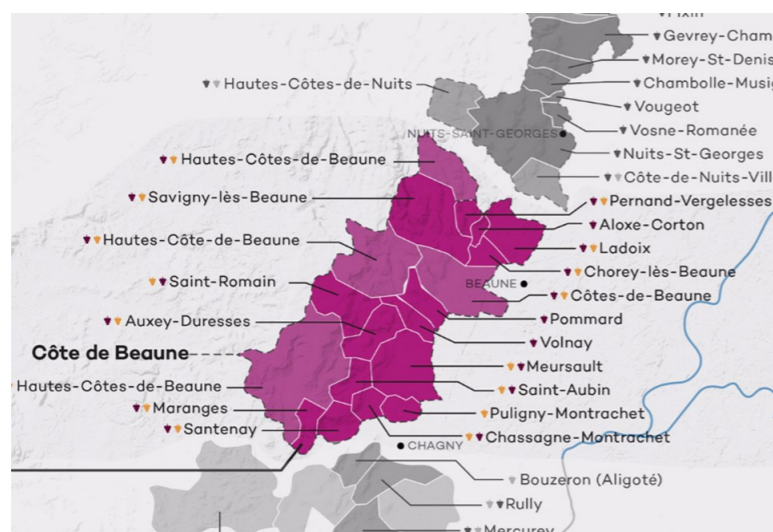 Gevrey-Cham
Morey-St-Denis
Hautes-Côtes-de-Nuits
Chambolle-Musig
Vougeot
NUITS-SAINT-GEORGES
Vosne-Romanée
Nuits-St-Georges
Hautes-Côtes-de-Beaune
Côte-de-Nuits-Vill
Savigny-lès-Beaune
Pernand-Vergelesses
Aloxe-Corton
Hautes-Côte-de-Beaune
Ladoix
Chorey-lès-Beaune
Saint-Romain
BEAUNE
Côtes-de-Beaune
Auxey-Duresses
Pommard
Volnay
Côte de Beaune
Meursault
Hautes-Côtes-de-Beaune
Saint-Aubin
Maranges
Puligny-Montrachet
Santenay
Chassagne-Montrachet
CHAGNY
Bouzeron (Aligoté)
Rully
Mercurey